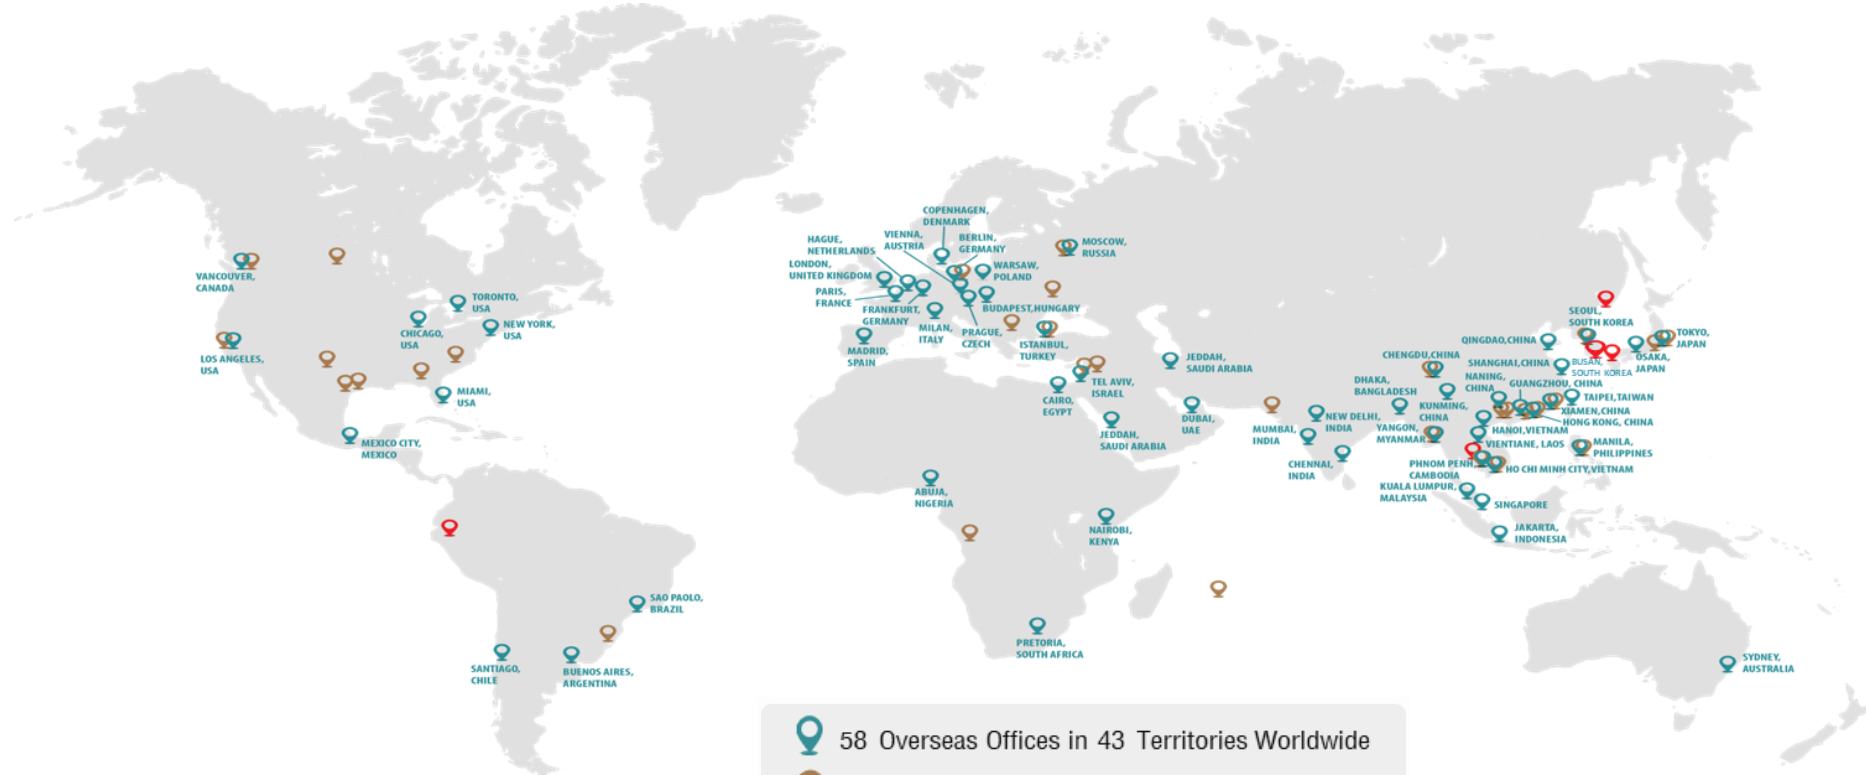 VANCOUVER,
CANADA
TORONTO,
USA
CHICAGO,
USA
NEW YORK,
USA
LOS ANGELES,
USA
MIAMI,
USA
MEXICO CITY,
MEXICO
SAO PAOLO,
BRAZIL
SANTIAGO,
CHILE
BUENOS AIRES,
ARGENTINA
COPENHAGEN,
DENMARK
HAGUE,
NETHERLANDS
VIENNA,
AUSTRIA
BERLIN,
GERMANY
LONDON,
UNITED KINGDOM
WARSAW,
POLAND
MOSCOW,
RUSSIA
PARIS,
FRANCE
FRANKFURT,
GERMANY
BUDAPEST,HUNGARY
MILAN,
ITALY
PRAGUE,
CZECH
MADRID,
SPAIN
ISTANBUL,
TURKEY
TEL AVIV,
ISRAEL
CAIRO,
EGYPT
JEDDAH,
SAUDI ARABIA
JEDDAH,
SAUDI ARABIA
DUBAI,
UAE
ABUJA,
NIGERIA
NAIROBI,
KENYA
PRETORIA,
SOUTH AFRICA
MUMBAI,
INDIA
NEW DELHI,
INDIA
CHENNAI,
INDIA
DHAKA,
BANGLADESH
CHENGDU,CHINA
KUNMING,
CHINA
YANGON,
MYANMAR
QINGDAO,CHINA
SHANGHAI,CHINA
NANING,
CHINA
GUANGZHOU, CHINA
SEOUL,
SOUTH KOREA
BUSAN,
SOUTH KOREA
OSAKA,
JAPAN
TOKYO,
JAPAN
TAIPEI,TAIWAN
XIAMEN,CHINA
HONG KONG, CHINA
HANOI,VIETNAM
VIENTIANE, LAOS
MANILA,
PHILIPPINES
PHNOM PENH,
CAMBODIA
HO CHI MINH CITY,VIETNAM
KUALA LUMPUR,
MALAYSIA
SINGAPORE
JAKARTA,
INDONESIA
SYDNEY,
AUSTRALIA
58 Overseas Offices in 43 Territories Worldwide